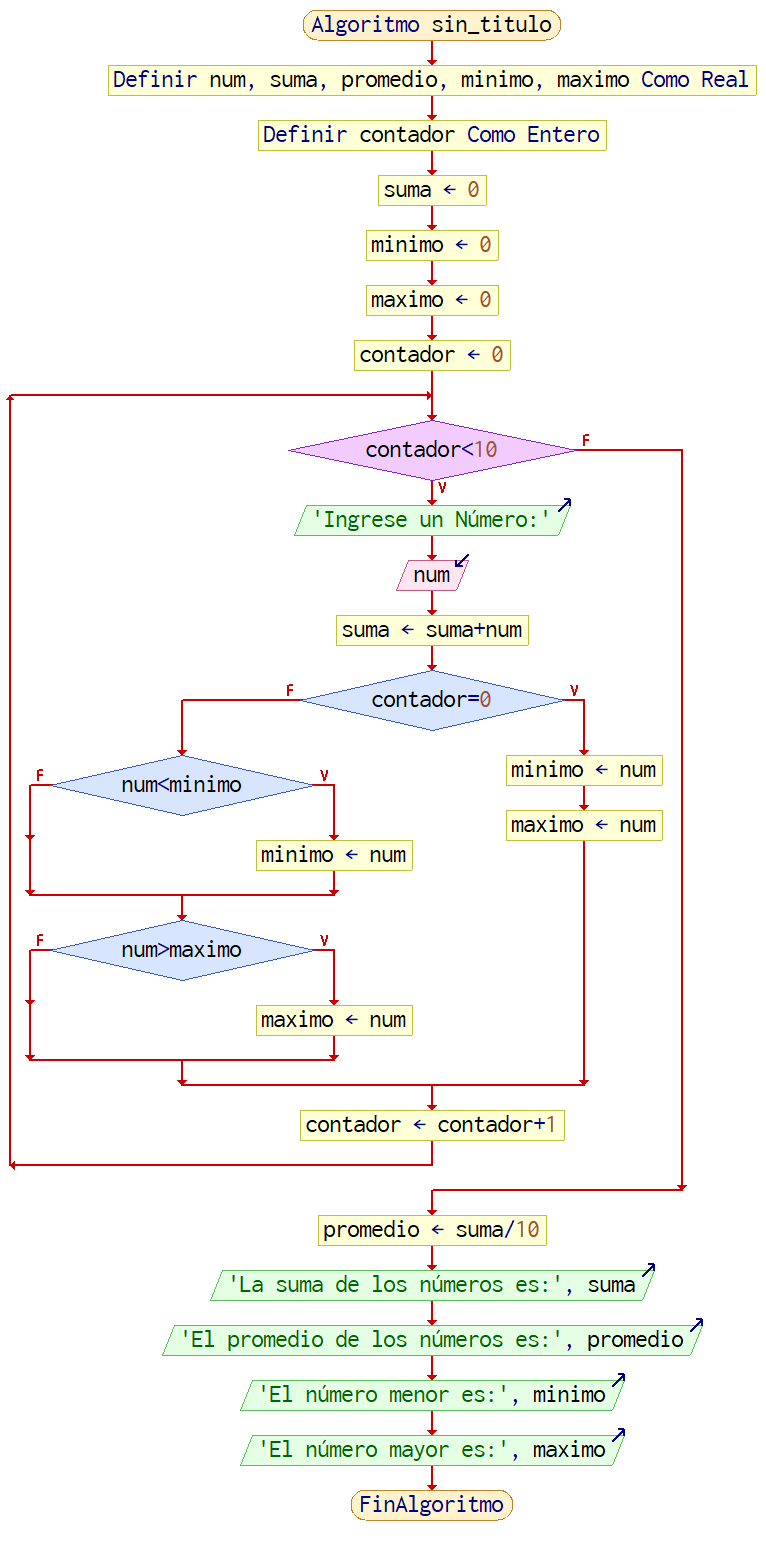 Algoritmo sin_titulo
Definir num, suma, promedio, minimo, maximo Como Real
Definir contador Como Entero
suma ← 0
minimo ← 0
maximo ← 0
contador ← 0
contador<10
F
V
'Ingrese un Número:'
num
suma ← suma+num
contador=0
F
V
num<minimo
F
V
minimo ← num
maximo ← num
minimo ← num
num>maximo
F
V
maximo ← num
contador ← contador+1
promedio ← suma/10
'La suma de los números es:', suma
'El promedio de los números es:', promedio
'El número menor es:', minimo
'El número mayor es:', maximo
FinAlgoritmo